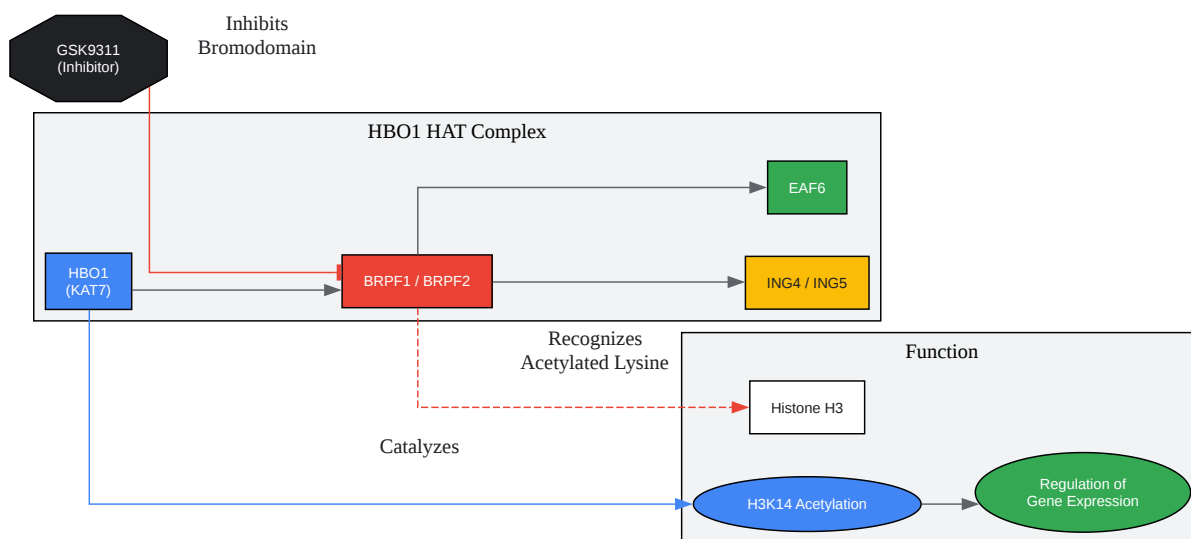 Inhibits
Bromodomain
GSK9311
(Inhibitor)
HBO1 HAT Complex
EAF6
HBO1
(KAT7)
BRPF1 / BRPF2
ING4 / ING5
Recognizes
Acetylated Lysine
Function
Histone H3
Catalyzes
H3K14 Acetylation
Regulation of
Gene Expression